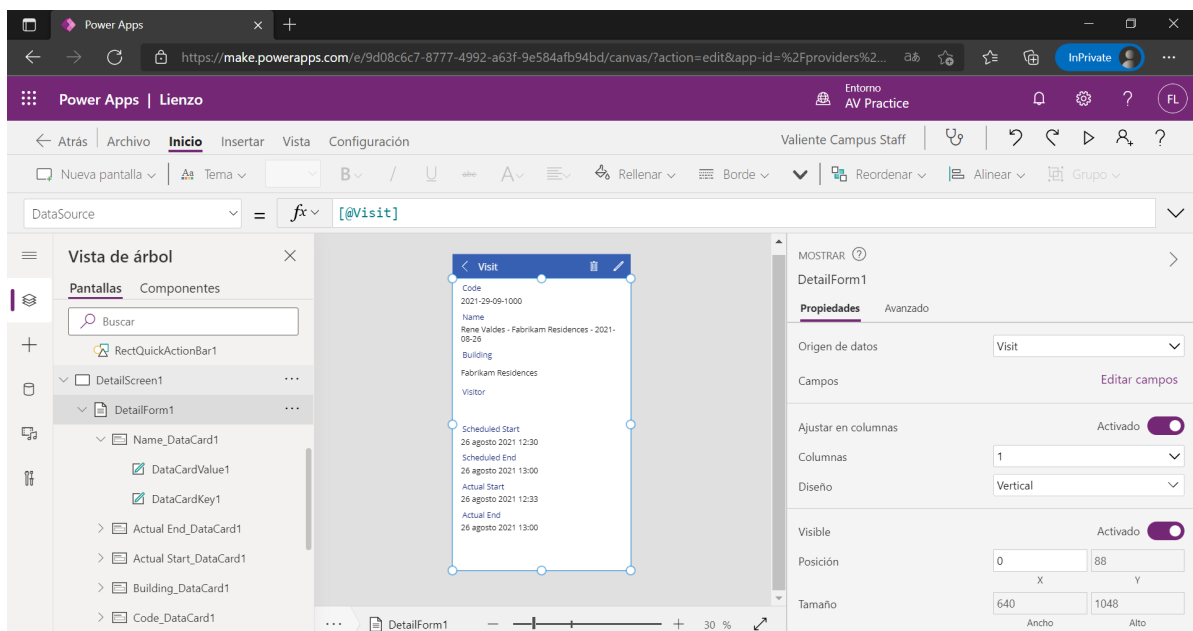 Power Apps
https://make.powerapps.com/e/9d08c6c7-8777-4992-a63f-9e584afb94bd/canvas/?action=edit&app-id=%2Fproviders%2...
InPrivate
Power Apps | Lienzo
Entorno
AV Practice
FL
Atrás
Archivo
Inicio
Insertar
Vista
Configuración
Valiente Campus Staff
Nueva pantalla
Tema
Rellenar
Borde
Reordenar
Alinear
Grupo
DataSource
=
fx
[@Visit]
Vista de árbol
Pantallas
Componentes
Buscar
RectQuickActionBar1
DetailScreen1
DetailForm1
Name_DataCard1
DataCardValue1
DataCardKey1
Actual End_DataCard1
Actual Start_DataCard1
Building_DataCard1
Code_DataCard1
Visit
Code
2021-29-09-1000
Name
Rene Valdes - Fabrikam Residences - 2021-
08-26
Building
Fabrikam Residences
Visitor
Scheduled Start
26 agosto 2021 12:30
Scheduled End
26 agosto 2021 13:00
Actual Start
26 agosto 2021 12:33
Actual End
26 agosto 2021 13:00
DetailForm1
30 %
MOSTRAR
DetailForm1
Propiedades
Avanzado
Origen de datos
Visit
Campos
Editar campos
Ajustar en columnas
Activado
Columnas
1
Diseño
Vertical
Visible
Activado
Posición
0
88
X
Y
Tamaño
640
1048
Ancho
Alto